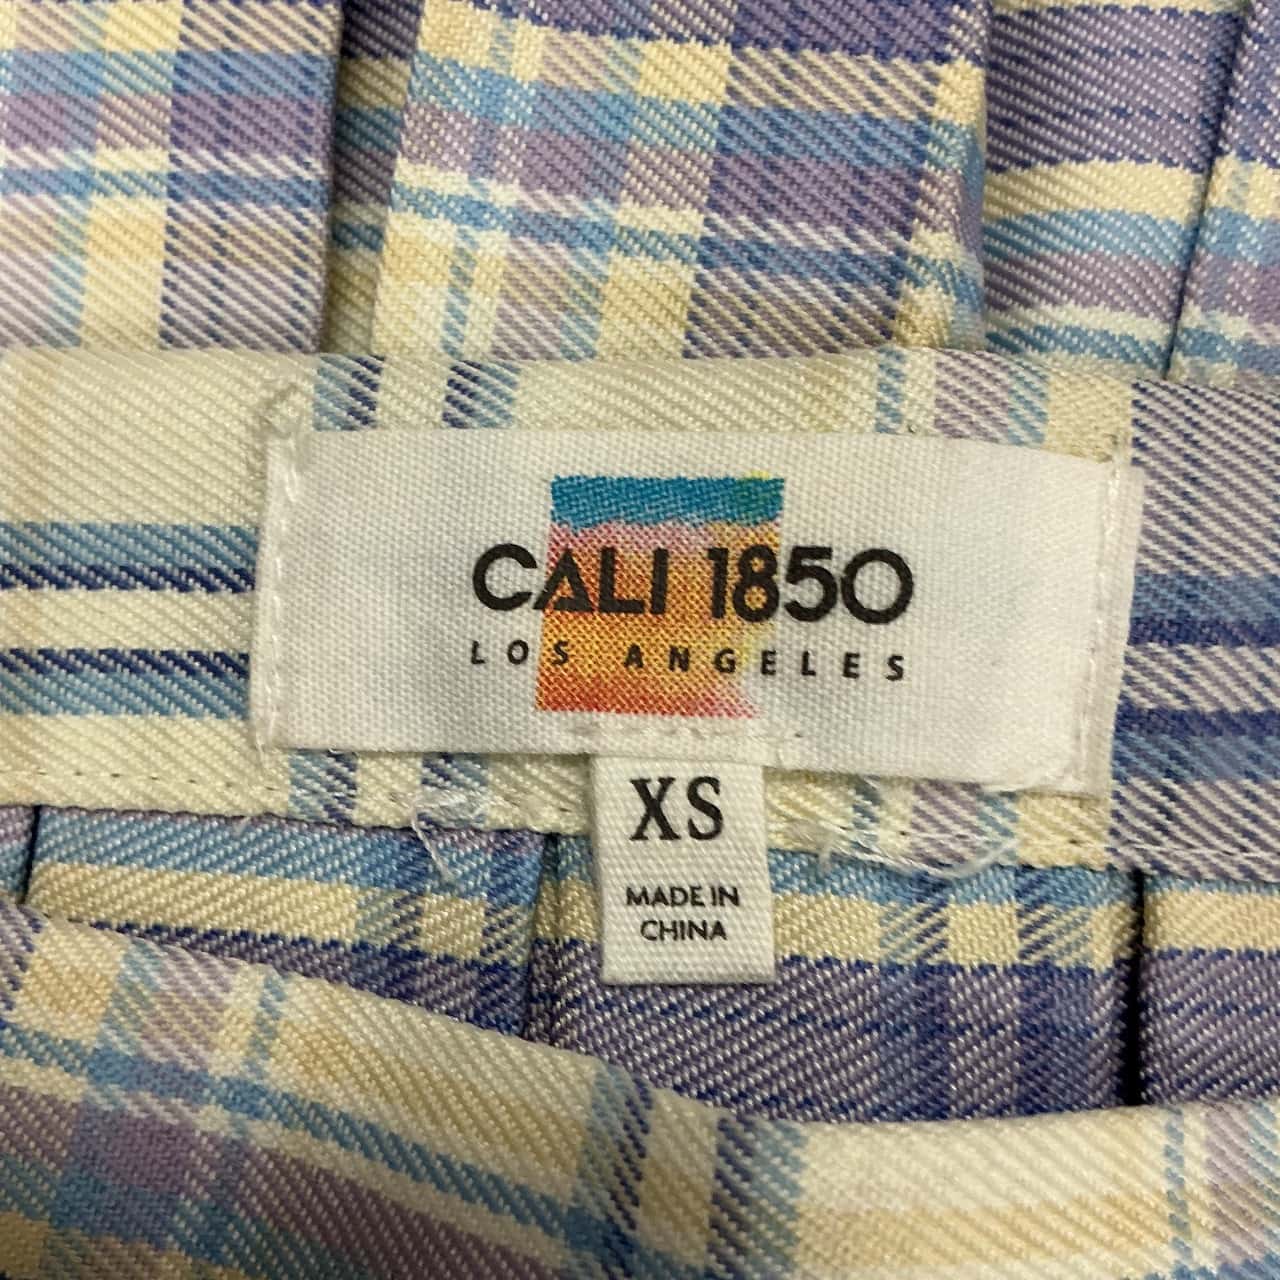 CALI 1850
LOS ANGELES
XS
MADE IN
CHINA